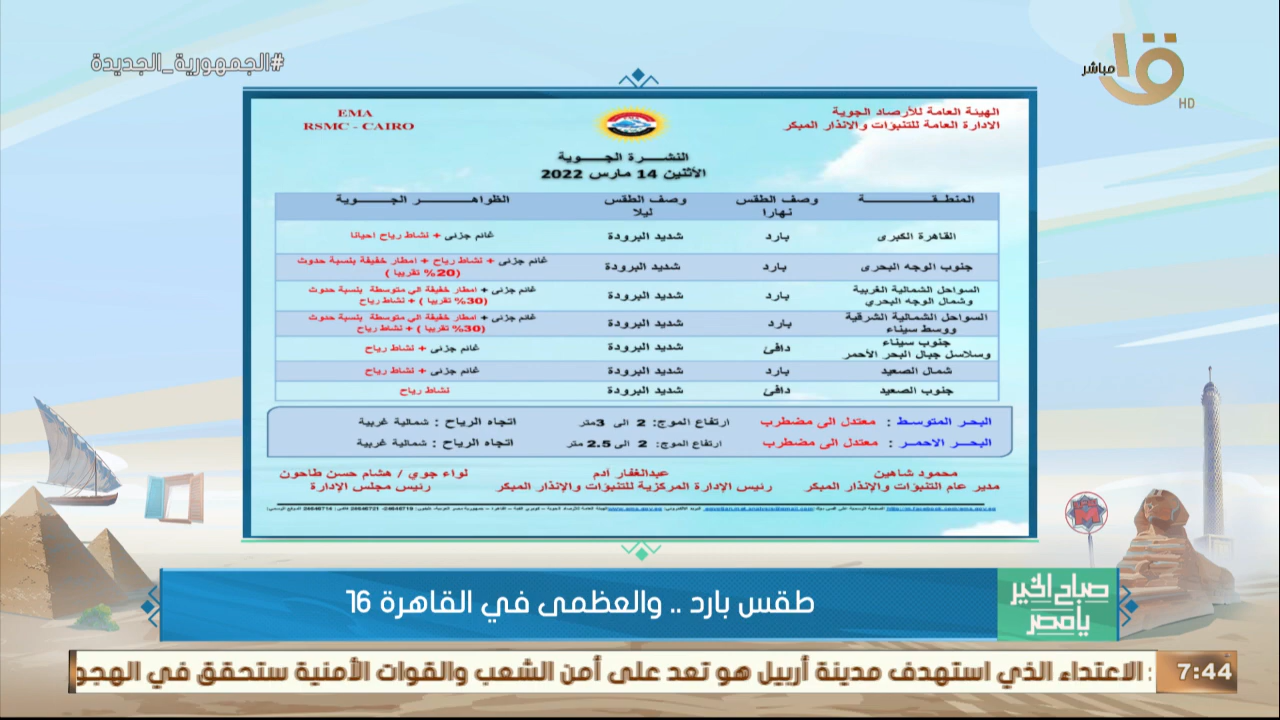 #الجمهورية_الجديدة
مباشر
HD
الهيئة العامة للأرصاد الجوية
الادارة العامة للتنبؤات والانذار المبكر
EMA
RSMC - CAIRO
النشرة الجوية
الأثنين 14 مارس 2022
المنطقة وصف الطقس نهارا وصف الطقس ليلا الظواهر الجوية
القاهرة الكبرى بارد شديد البرودة غائم جزئى + نشاط رياح احيانا
جنوب الوجه البحرى بارد شديد البرودة غائم جزئى + نشاط رياح + امطار خفيفة بنسبة حدوث
(20% تقريبا )
السواحل الشمالية الغربية
وشمال الوجه البحري بارد شديد البرودة غائم جزئى + امطار خفيفة الى متوسطة بنسبة حدوث
(30% تقريبا ) + نشاط رياح
السواحل الشمالية الشرقية
ووسط سيناء بارد شديد البرودة غائم جزئى + امطار خفيفة الى متوسطة بنسبة حدوث
(30% تقريبا ) + نشاط رياح
جنوب سيناء
وسلاسل جبال البحر الأحمر دافئ شديد البرودة غائم جزئى + نشاط رياح
شمال الصعيد بارد شديد البرودة غائم جزئى + نشاط رياح
جنوب الصعيد دافئ شديد البرودة نشاط رياح
البحر المتوسط : معتدل الى مضطرب ارتفاع الموج: 2 الى 3متر اتجاه الرياح : شمالية غربية
البحر الاحمر : معتدل الى مضطرب ارتفاع الموج: 2 الى 2.5 متر اتجاه الرياح : شمالية غربية
محمود شاهين
مدير عام التنبؤات والإنذار المبكر
عبدالغفار أدم
رئيس الإدارة المركزية للتنبؤات والإنذار المبكر
لواء جوي / هشام حسن طاحون
رئيس مجلس الإدارة
طقس بارد .. والعظمى في القاهرة 16
صباح الخير
يا مصر
الاعتداء الذي استهدف مدينة أربيل هو تعد على أمن الشعب والقوات الأمنية ستحقق في الهجو
7:44